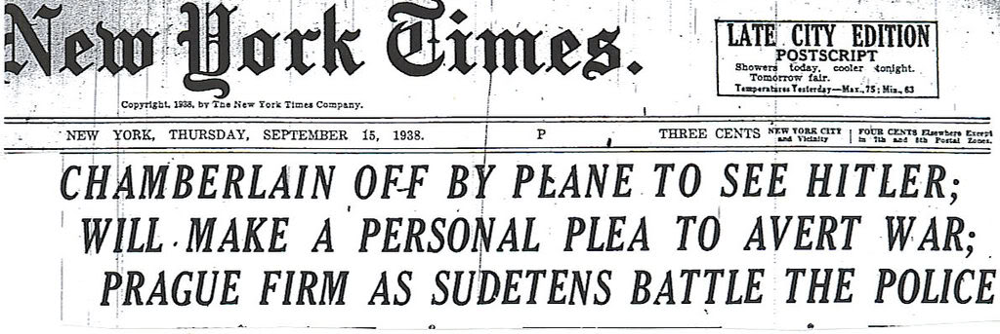 New York Times.
LATE CITY EDITION
POSTSCRIPT
Showers today, cooler tonight.
Tomorrow fair.
Temperatures Yesterday—Max., 75; Min., 63
Copyright, 1938, by The New York Times Company.
NEW YORK, THURSDAY, SEPTEMBER 15, 1938.
P
THREE CENTS NEW YORK CITY and Vicinity | FOUR CENTS Elsewhere Except in 7th and 8th Postal Zones.
CHAMBERLAIN OFF BY PLANE TO SEE HITLER;
WILL MAKE A PERSONAL PLEA TO AVERT WAR;
PRAGUE FIRM AS SUDETENS BATTLE THE POLICE